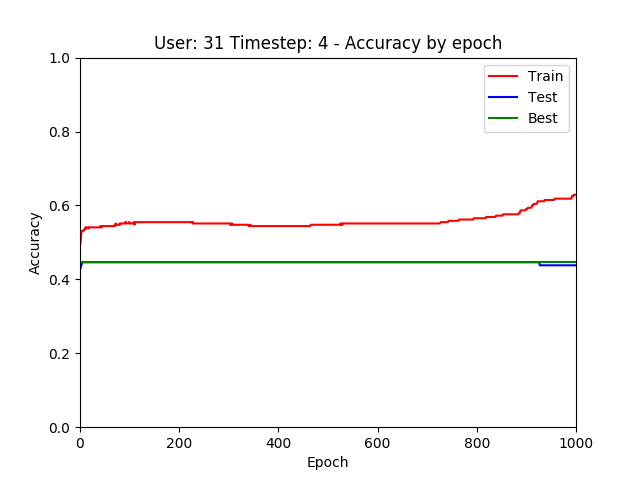 User: 31 Timestep: 4 - Accuracy by epoch
1.0
0.8
0.6
0.4
0.2
0.0
Accuracy
Train
Test
Best
0 200 400 600 800 1000
Epoch